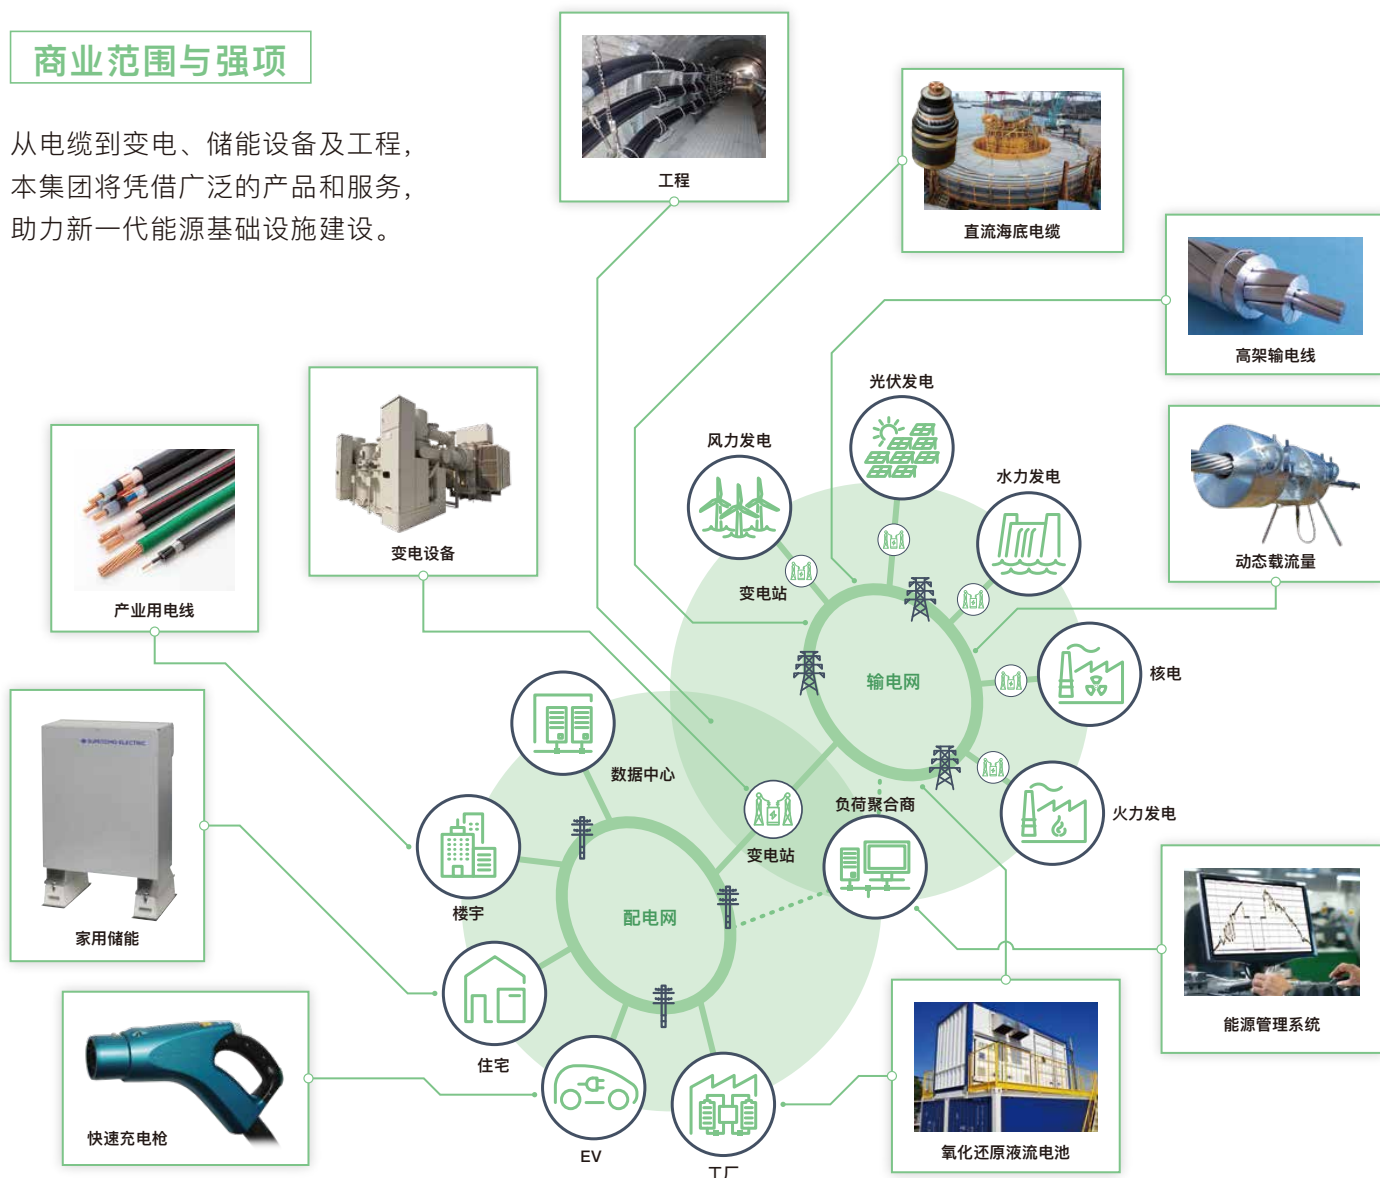 商业范围与强项
从电缆到变电、储能设备及工程，
本集团将凭借广泛的产品和服务，
助力新一代能源基础设施建设。
工程
直流海底电缆
高架输电线
光伏发电
风力发电
水力发电
变电设备
动态载流量
产业用电线
变电站
输电网
核电
SUMITOMO ELECTRIC
数据中心
负荷聚合商
火力发电
变电站
楼宇
配电网
家用储能
能源管理系统
住宅
快速充电枪
EV
工厂
氧化还原液流电池